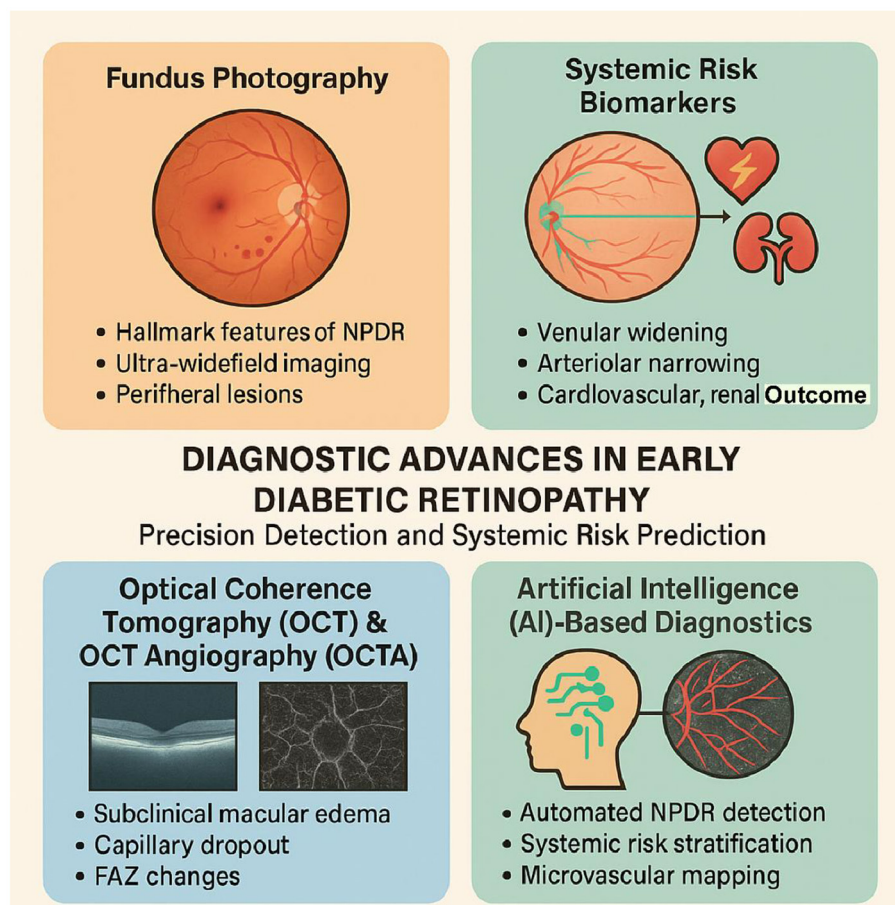 Fundus Photography
• Hallmark features of NPDR
• Ultra-widefield imaging
• Perifheral lesions
Systemic Risk
Biomarkers
• Venular widening
• Arteriolar narrowing
• Cardlovascular, renal Outcome
DIAGNOSTIC ADVANCES IN EARLY
DIABETIC RETINOPATHY
Precision Detection and Systemic Risk Prediction
Optical Coherence
Tomography (OCT) &
OCT Angiography (OCTA)
• Subclinical macular edema
• Capillary dropout
• FAZ changes
Artificial Intelligence
(AI)-Based Diagnostics
• Automated NPDR detection
• Systemic risk stratification
• Microvascular mapping